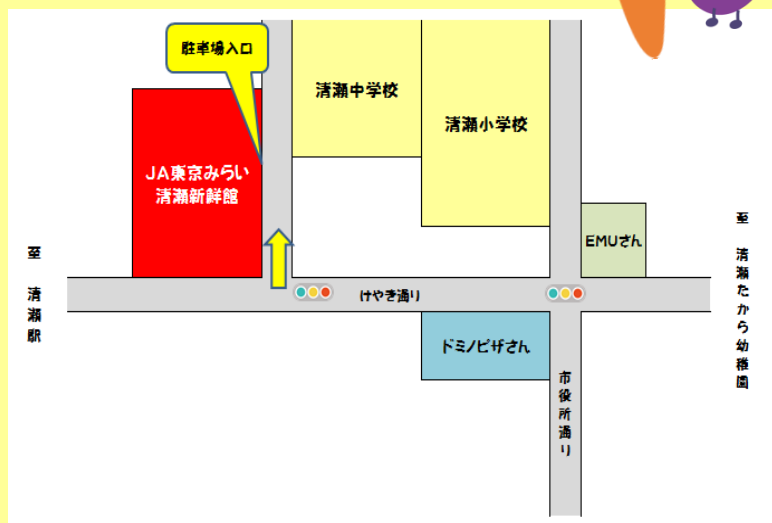 駐車場入口
清瀬中学校
清瀬小学校
JA東京みらい
清瀬新鮮館
EMUさん
至 清瀬駅
けやき通り
至 清瀬たから幼稚園
ドミノピザさん
市役所通り